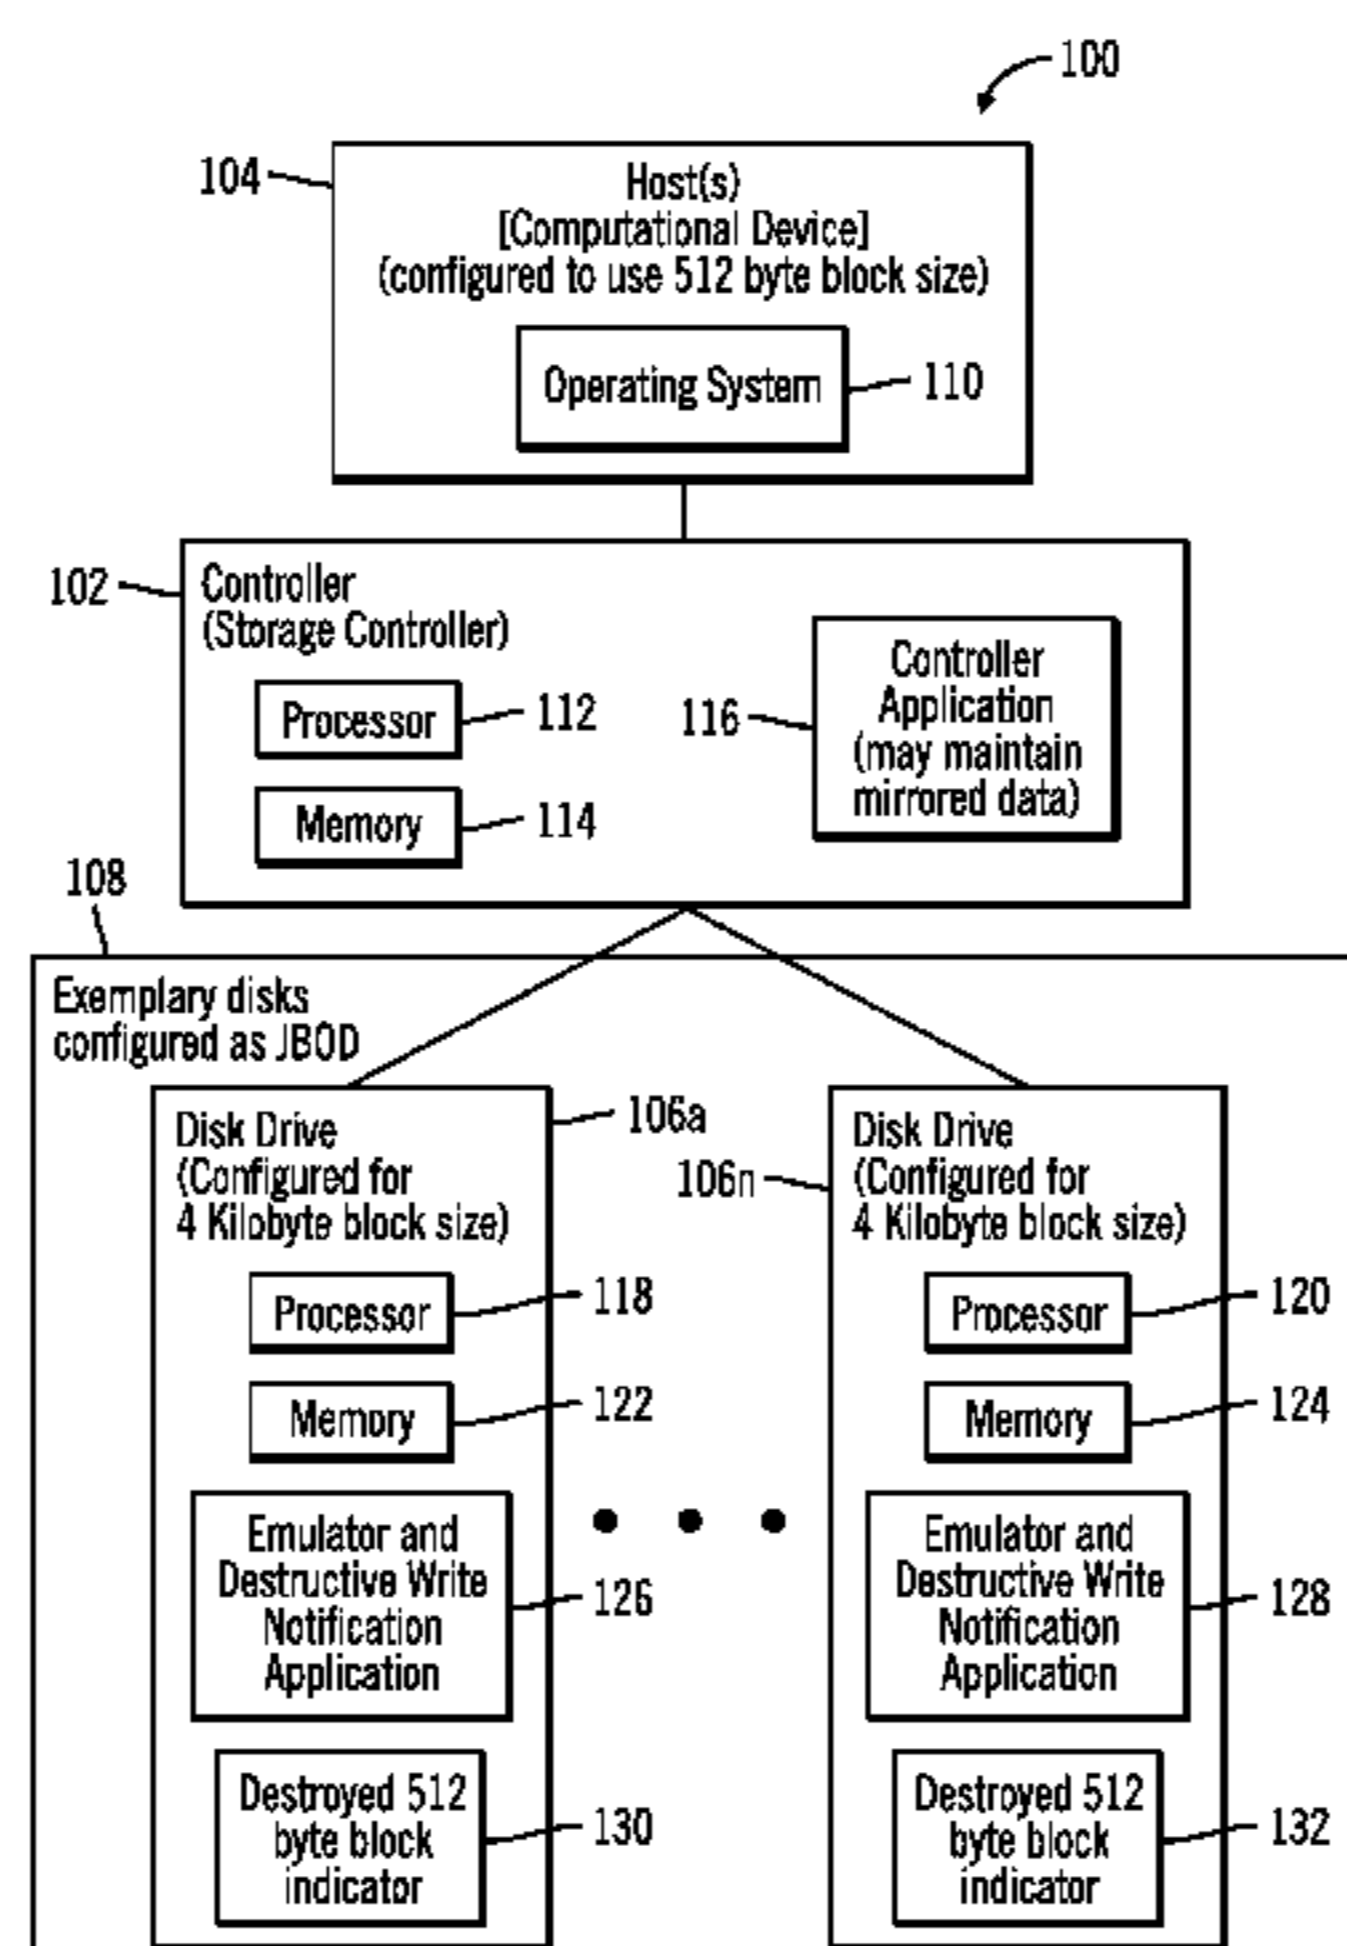 100
104
Host(s)
[Computational Device]
(configured to use 512 byte block size)
Operating System
110
102
Controller
(Storage Controller)
Processor
112
Memory
114
116
Controller
Application
(may maintain
mirrored data)
108
Exemplary disks
configured as JBOD
Disk Drive
(Configured for
4 Kilobyte block size)
106a
Processor
118
Memory
122
Emulator and
Destructive Write
Notification
Application
126
Destroyed 512
byte block
indicator
130
106n
Disk Drive
(Configured for
4 Kilobyte block size)
Processor
120
Memory
124
Emulator and
Destructive Write
Notification
Application
128
Destroyed 512
byte block
indicator
132